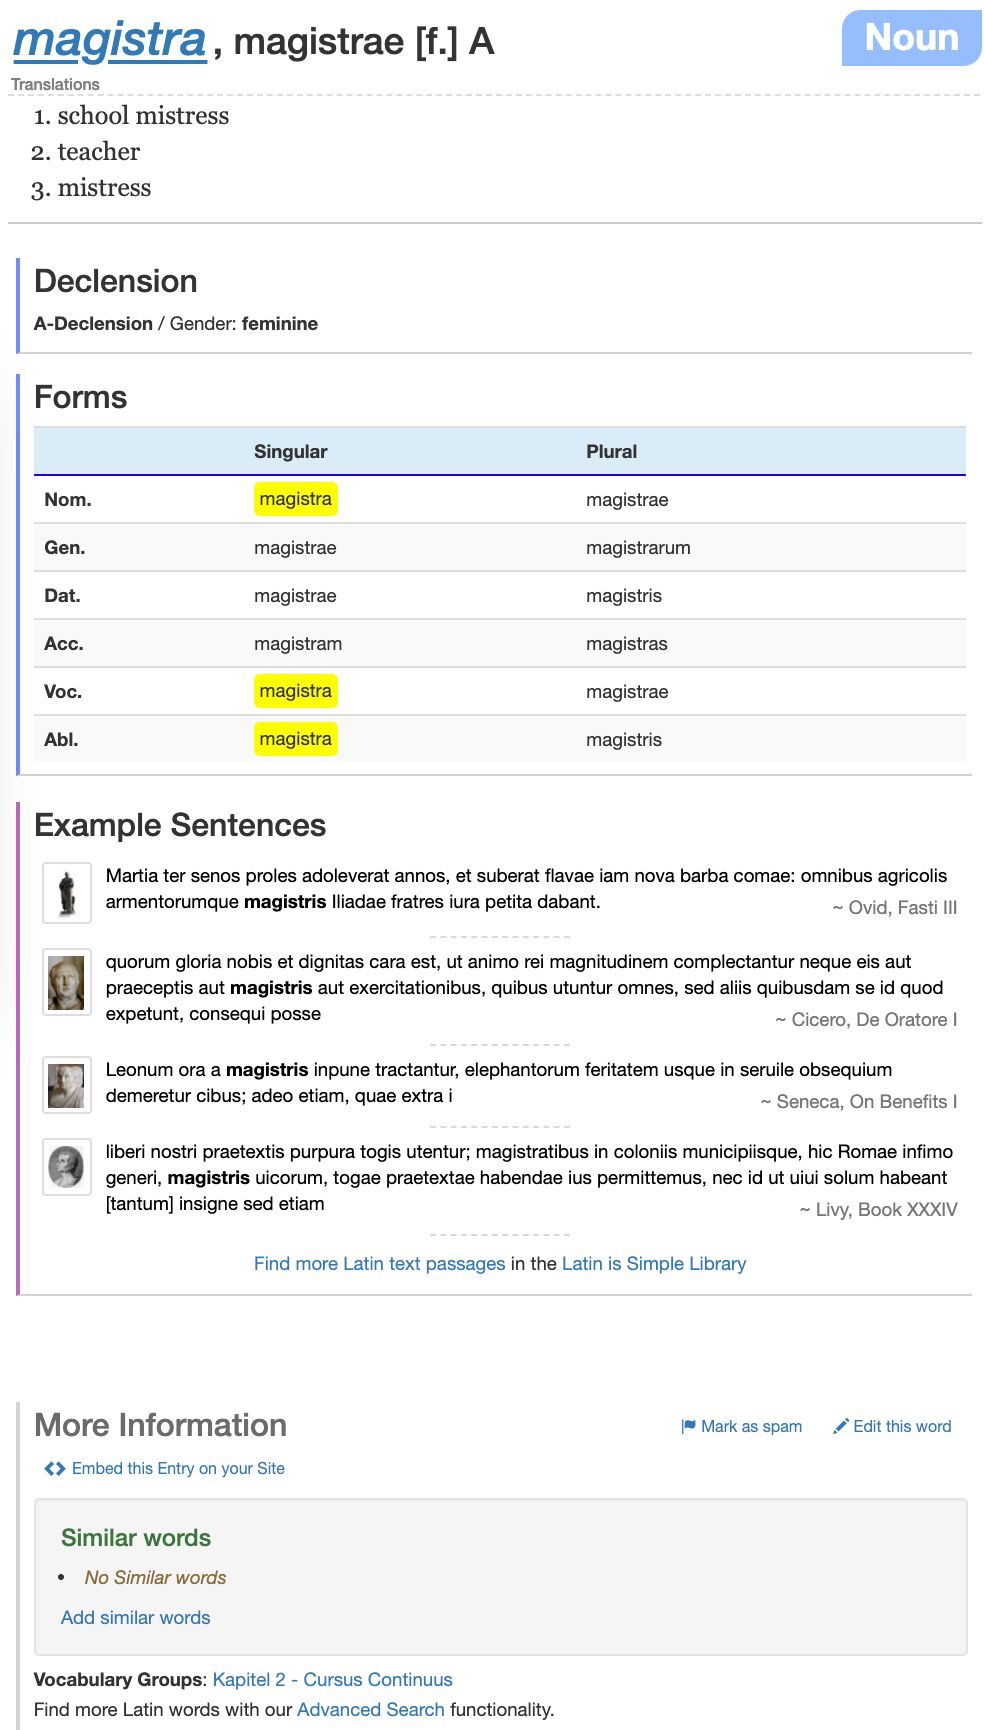 magistra, magistrae [f.] A
Noun
Translations
1. school mistress
2. teacher
3. mistress
Declension
A-Declension / Gender: feminine
Forms
Singular Plural
Nom. magistra magistrae
Gen. magistrae magistrarum
Dat. magistrae magistris
Acc. magistram magistras
Voc. magistra magistrae
Abl. magistra magistris
Example Sentences
Martia ter senos proles adoleverat annos, et suberat flavae iam nova barba comae: omnibus agricolis
armentorumque magistris Iliadae fratres iura petita dabant.
~ Ovid, Fasti III
quorum gloria nobis et dignitas cara est, ut animo rei magnitudinem complectantur neque eis aut
praeceptis aut magistris aut exercitationibus, quibus utuntur omnes, sed aliis quibusdam se id quod
expetunt, consequi posse
~ Cicero, De Oratore I
Leonum ora a magistris inpune tractantur, elephantorum feritatem usque in seruile obsequium
demeretur cibus; adeo etiam, quae extra i
~ Seneca, On Benefits I
liberi nostri praetextis purpura togis utentur; magistratibus in coloniis municipiisque, hic Romae infimo
generi, magistris uicorum, togae praetextae habendae ius permittemus, nec id ut uiui solum habeant
[tantum] insigne sed etiam
~ Livy, Book XXXIV
Find more Latin text passages in the Latin is Simple Library
More Information
Mark as spam Edit this word
Embed this Entry on your Site
Similar words
• No Similar words
Add similar words
Vocabulary Groups: Kapitel 2 - Cursus Continuus
Find more Latin words with our Advanced Search functionality.